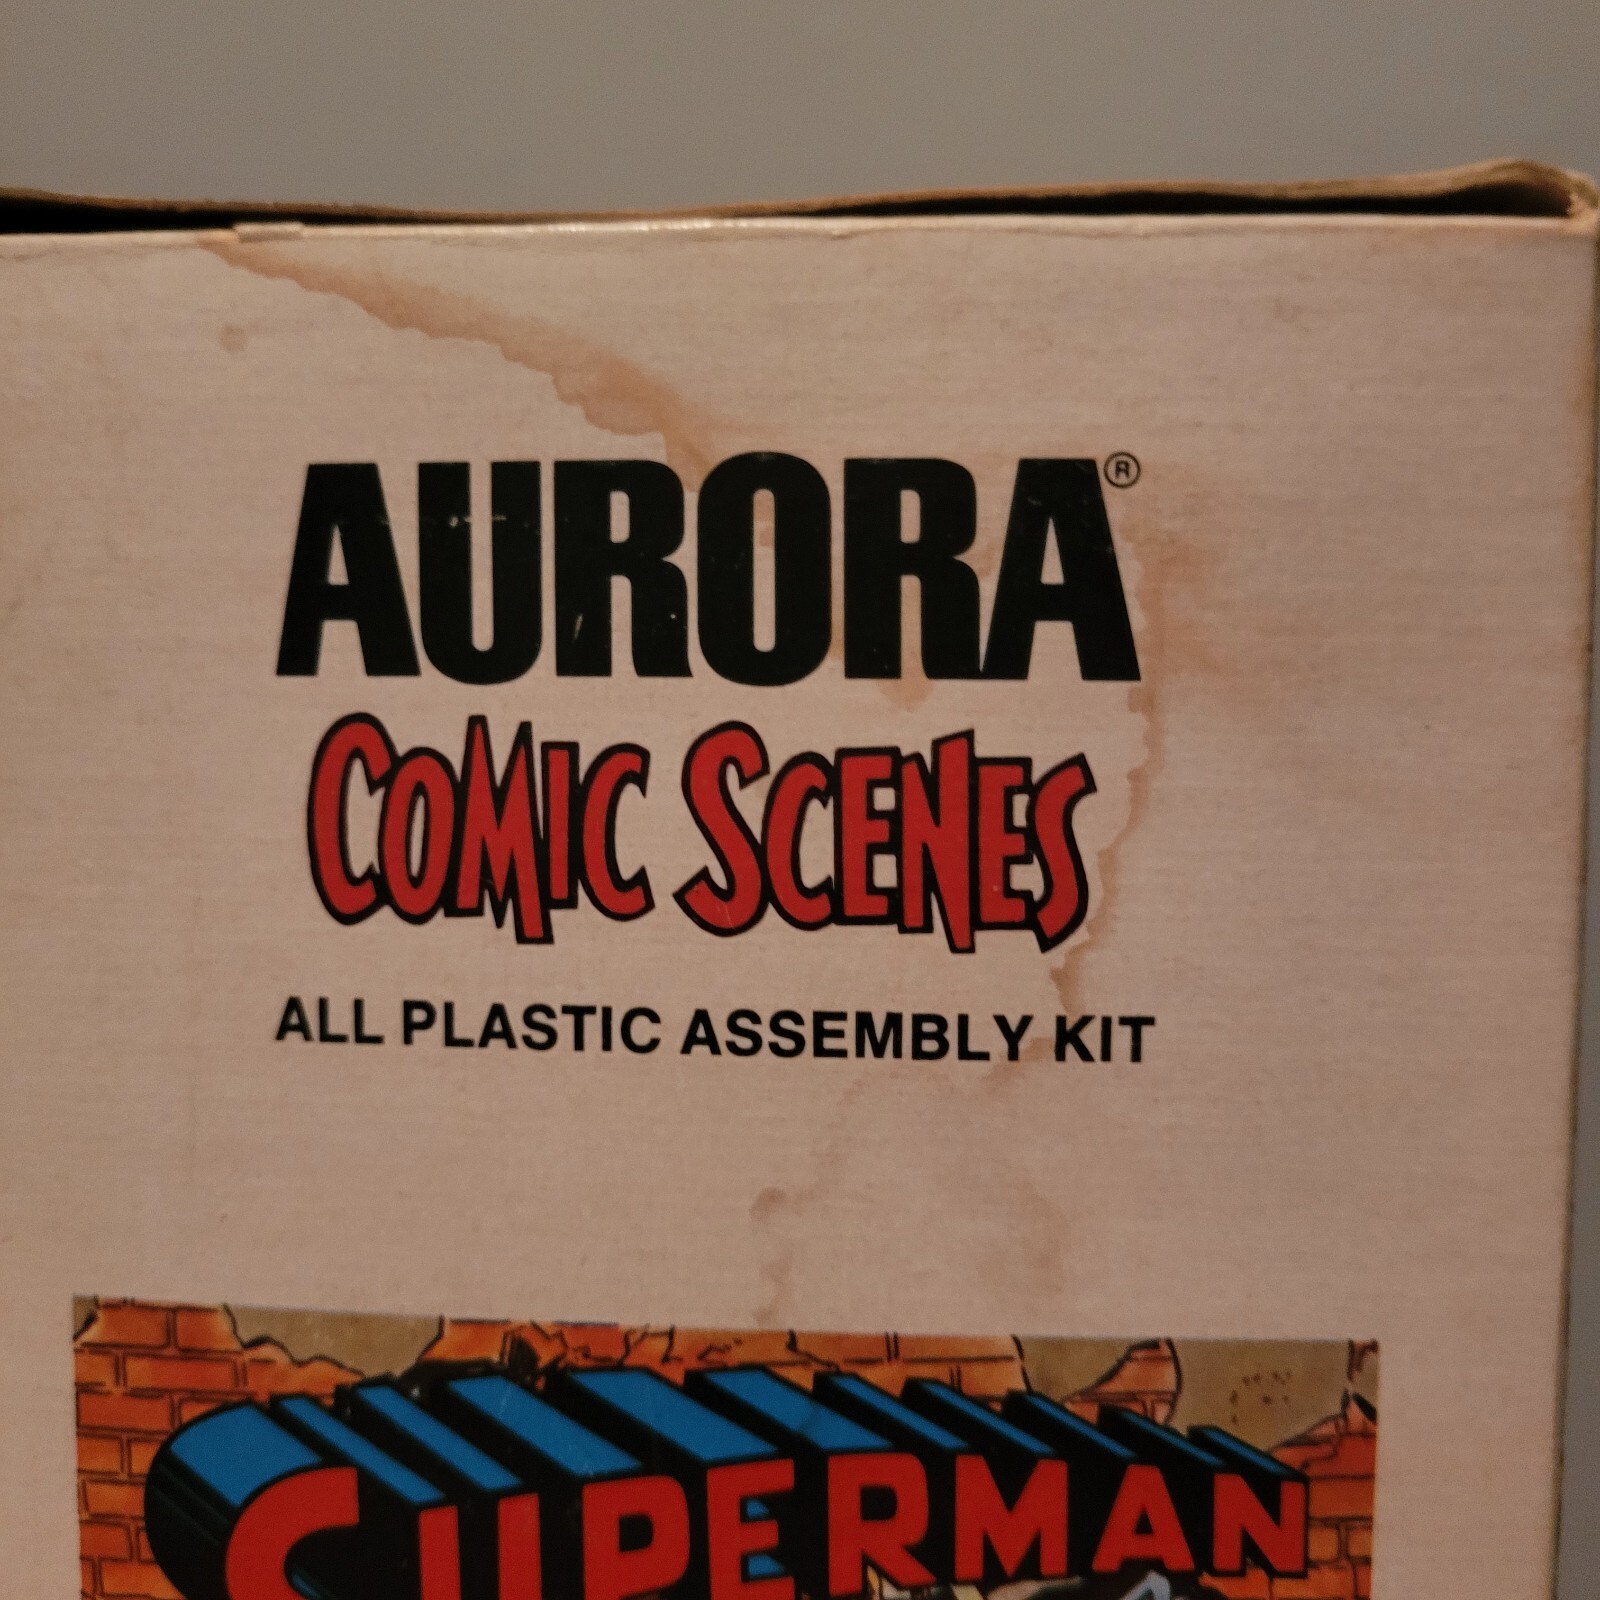 AURORA®
COMIC SCENES
ALL PLASTIC ASSEMBLY KIT
SUPERMAN